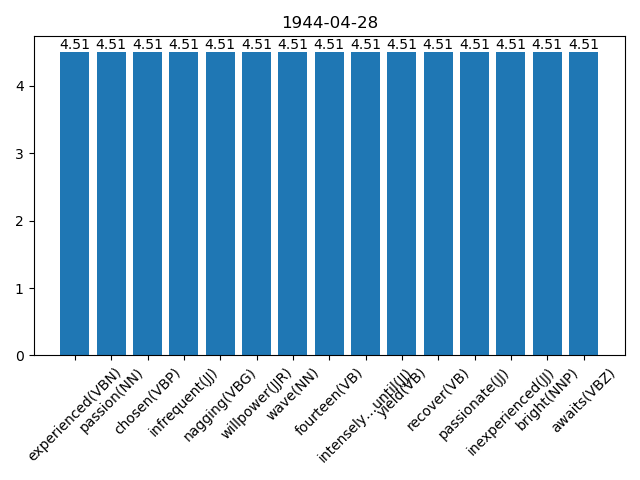 1944-04-28
4.51 4.51 4.51 4.51 4.51 4.51 4.51 4.51 4.51 4.51 4.51 4.51 4.51 4.51 4.51
4
3
2
1
0
experienced(VBN)
passion(NN)
chosen(VBP)
infrequent(JJ)
nagging(VBG)
willpower(JJR)
wave(NN)
fourteen(VB)
intensely...until(JJ)
yield(VB)
recover(VB)
passionate(JJ)
inexperienced(JJ)
bright(NNP)
awaits(VBZ)